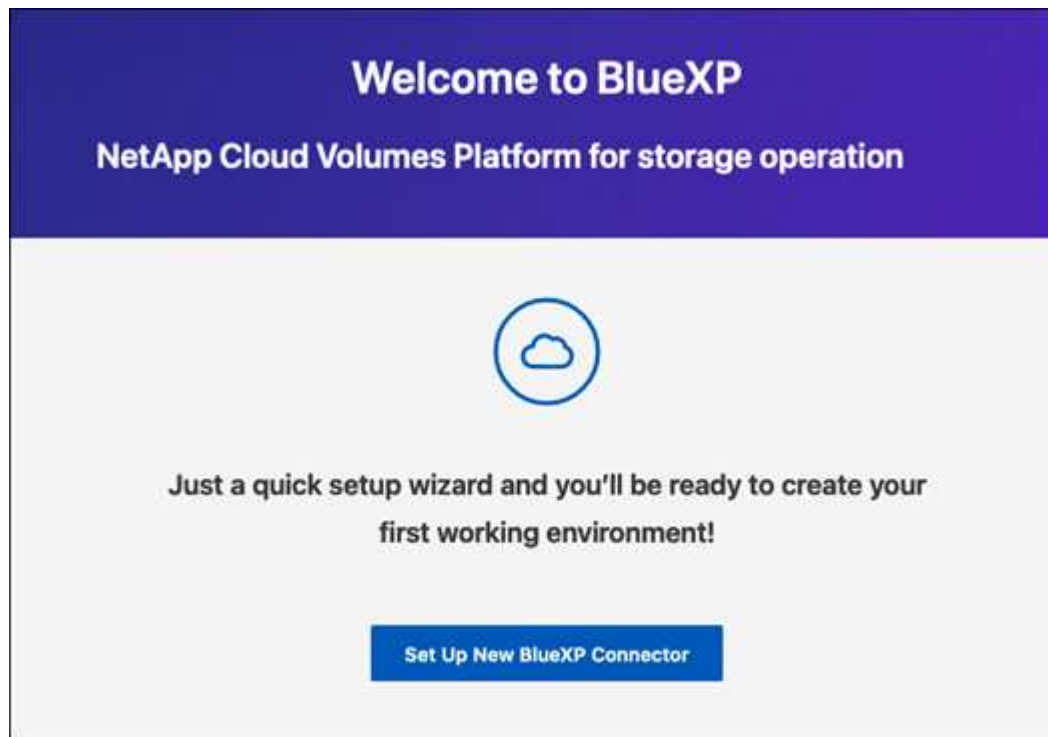 Welcome to BlueXP
NetApp Cloud Volumes Platform for storage operation
Just a quick setup wizard and you'll be ready to create your
first working environment!
Set Up New BlueXP Connector